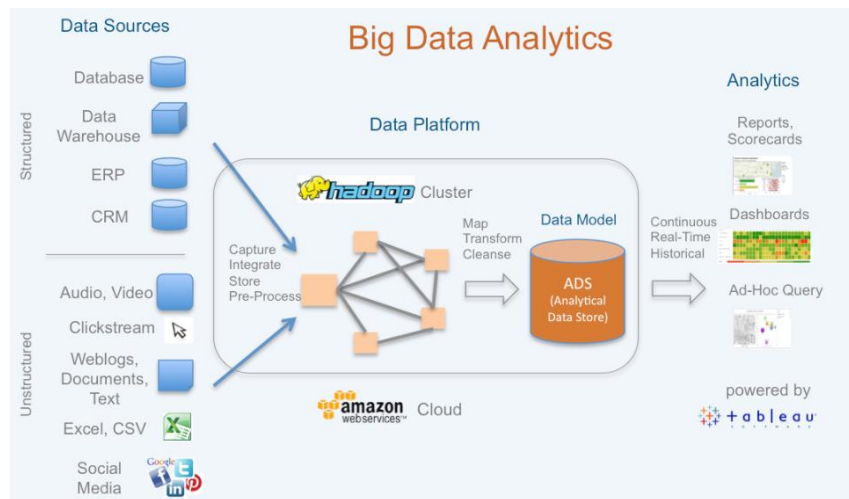 Big Data Analytics
Data Sources
Structured
Database
Data
Warehouse
ERP
CRM
Unstructured
Audio, Video
Clickstream
Weblogs,
Documents,
Text
Excel, CSV
Social
Media
Google
Data Platform
hadoop Cluster
Capture
Integrate
Store
Pre-Process
Map
Transform
Cleanse
Data Model
ADS
(Analytical
Data Store)
amazon
webservices™ Cloud
Continuous
Real-Time
Historical
Analytics
Reports,
Scorecards
Dashboards
Ad-Hoc Query
powered by
+ a b l e a u
S O F T W A R E